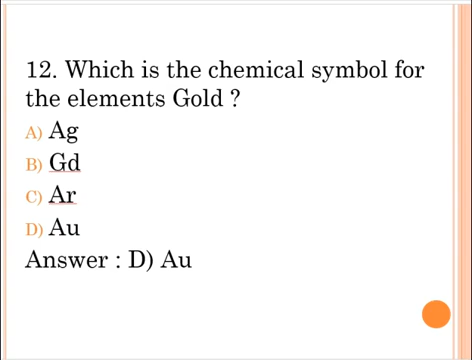 12. Which is the chemical symbol for
the elements Gold ?
A) Ag
B) Gd
C) Ar
D) Au
Answer : D) Au